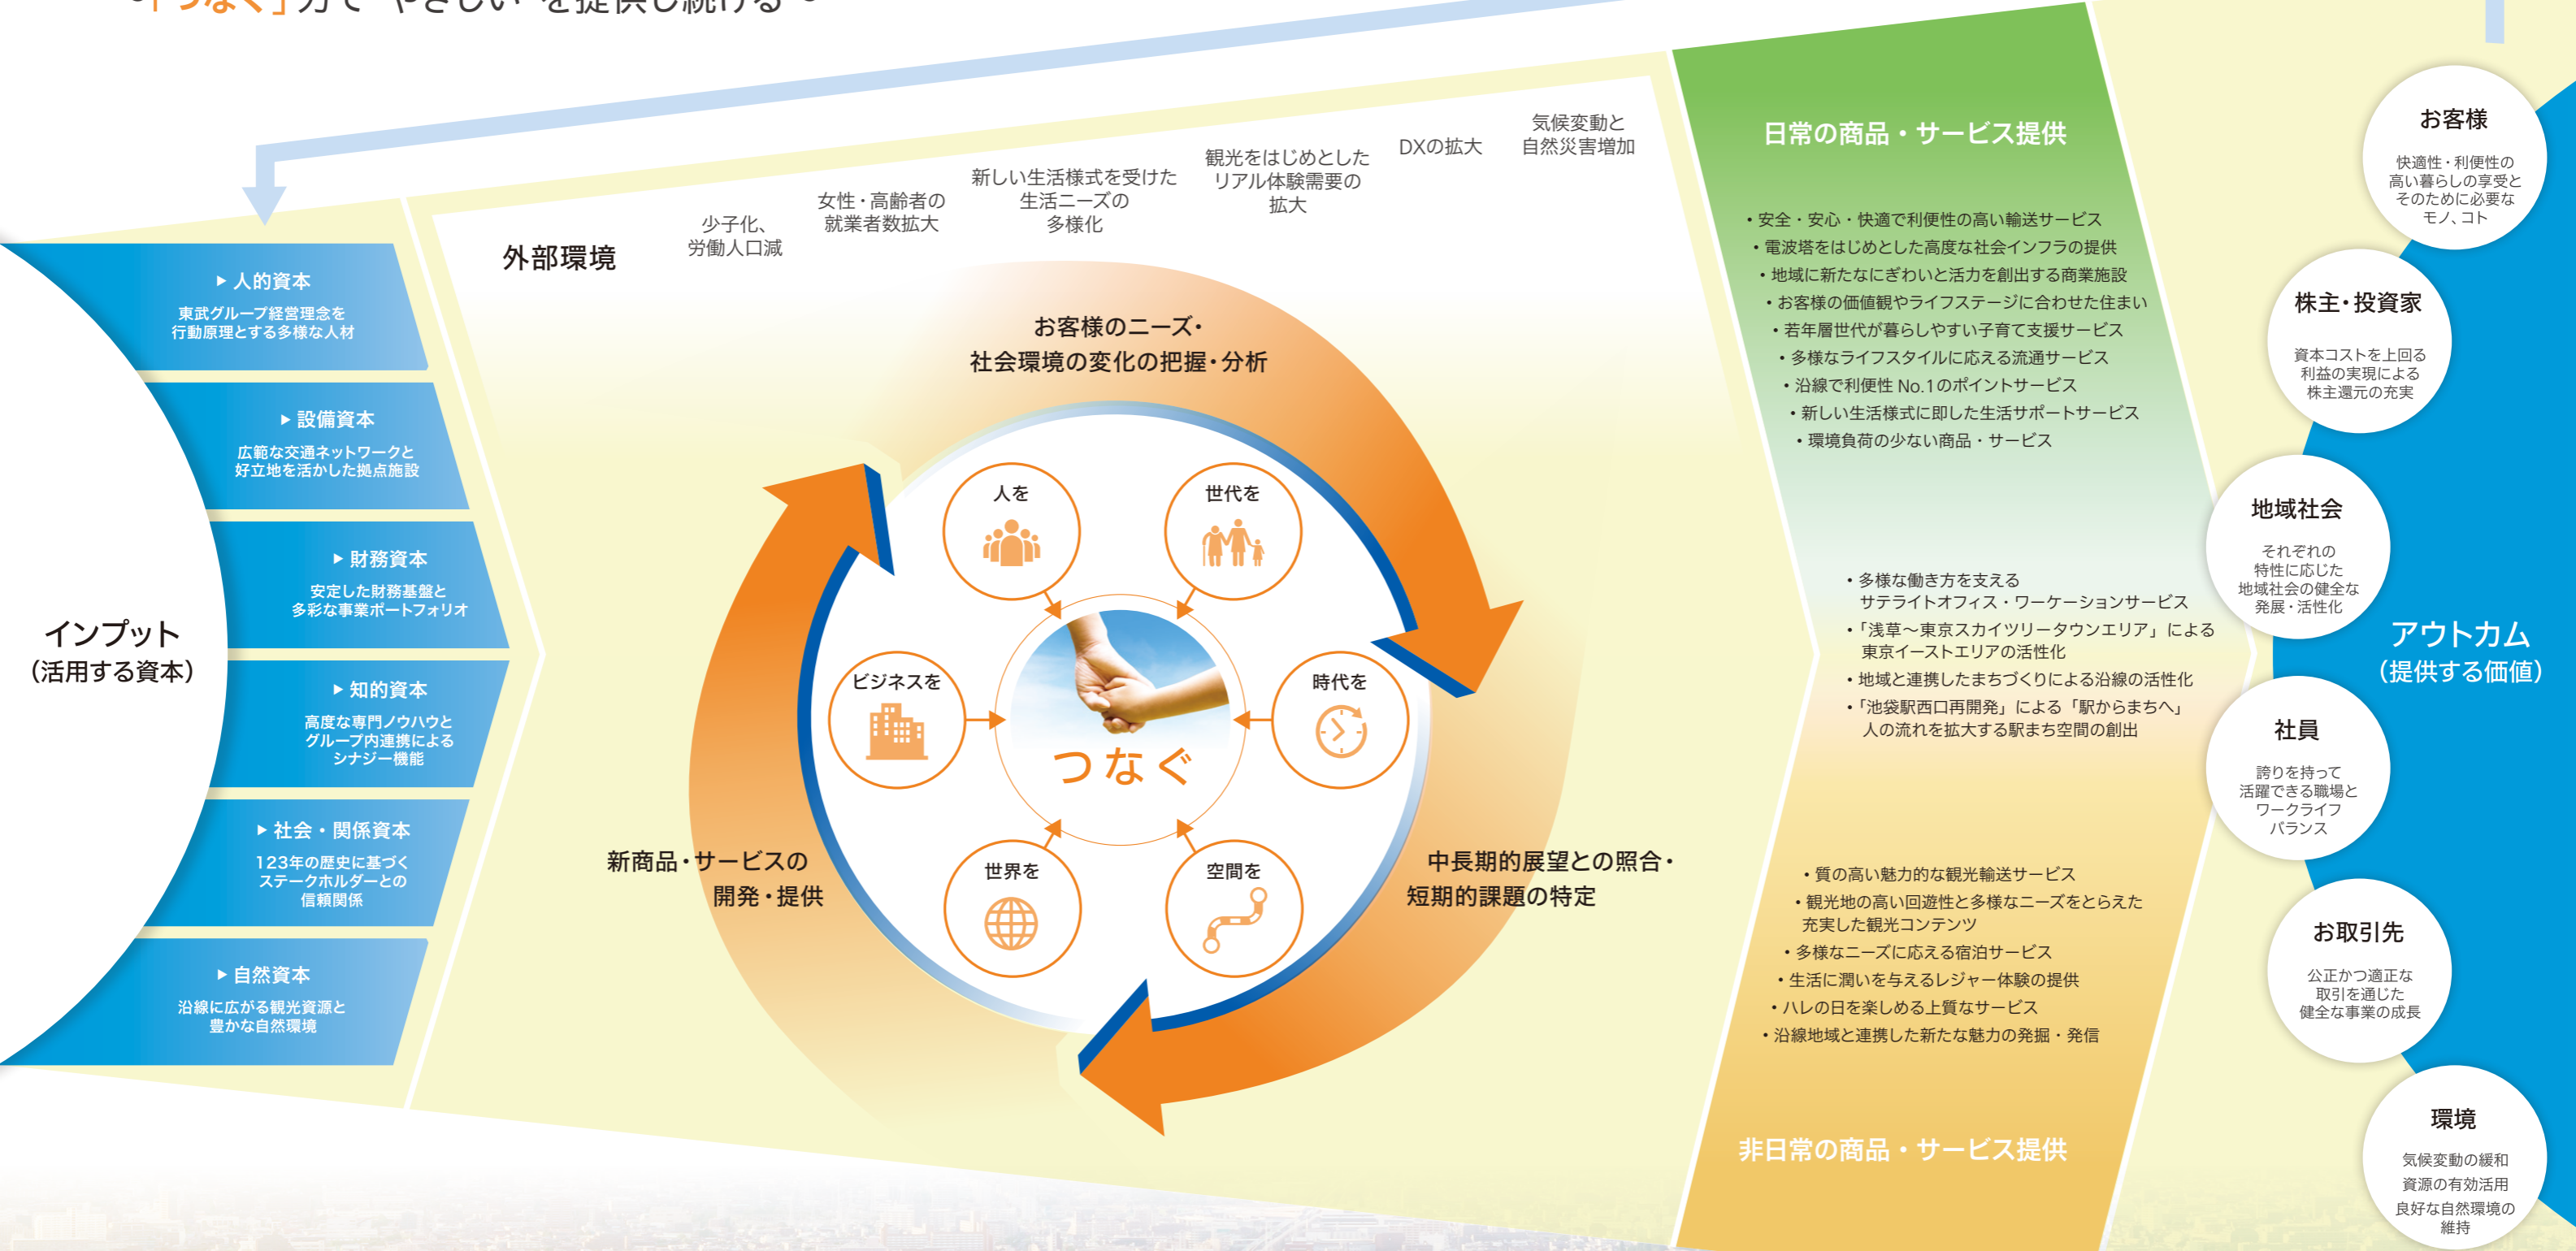 ～「つなぐ」力で“やさしい”を提供し続ける～
インプット
（活用する資本）
▶人的資本
東武グループ経営理念を
行動原理とする多様な人材
▶設備資本
広範な交通ネットワークと
好立地を活かした拠点施設
▶財務資本
安定した財務基盤と
多彩な事業ポートフォリオ
▶知的資本
高度な専門ノウハウと
グループ内連携による
シナジー機能
▶社会・関係資本
123年の歴史に基づく
ステークホルダーとの
信頼関係
▶自然資本
沿線に広がる観光資源と
豊かな自然環境
外部環境
少子化、
労働人口減
女性・高齢者の
就業者数拡大
新しい生活様式を受けた
生活ニーズの
多様化
観光をはじめとした
リアル体験需要の
拡大
DXの拡大
気候変動と
自然災害増加
お客様のニーズ・
社会環境の変化の把握・分析
中長期的展望との照合・
短期的課題の特定
新商品・サービスの
開発・提供
人を
世代を
ビジネスを
時代を
世界を
空間を
つなぐ
日常の商品・サービス提供
・安全・安心・快適で利便性の高い輸送サービス
・電波塔をはじめとした高度な社会インフラの提供
・地域に新たなにぎわいと活力を創出する商業施設
・お客様の価値観やライフステージに合わせた住まい
・若年層世代が暮らしやすい子育て支援サービス
・多様なライフスタイルに応える流通サービス
・沿線で利便性 No.1のポイントサービス
・新しい生活様式に即した生活サポートサービス
・環境負荷の少ない商品・サービス
・多様な働き方を支える
サテライトオフィス・ワーケーションサービス
・「浅草～東京スカイツリータウンエリア」による
東京イーストエリアの活性化
・地域と連携したまちづくりによる沿線の活性化
・「池袋駅西口再開発」による「駅からまちへ」
人の流れを拡大する駅まち空間の創出
・質の高い魅力的な観光輸送サービス
・観光地の高い回遊性と多様なニーズをとらえた
充実した観光コンテンツ
・多様なニーズに応える宿泊サービス
・生活に潤いを与えるレジャー体験の提供
・ハレの日を楽しめる上質なサービス
・沿線地域と連携した新たな魅力の発掘・発信
非日常の商品・サービス提供
お客様
快適性・利便性の
高い暮らしの享受と
そのために必要な
モノ、コト
株主・投資家
資本コストを上回る
利益の実現による
株主還元の充実
地域社会
それぞれの
特性に応じた
地域社会の健全な
発展・活性化
社員
誇りを持って
活躍できる職場と
ワークライフ
バランス
お取引先
公正かつ適正な
取引を通じた
健全な事業の成長
環境
気候変動の緩和
資源の有効活用
良好な自然環境の
維持
アウトカム
（提供する価値）